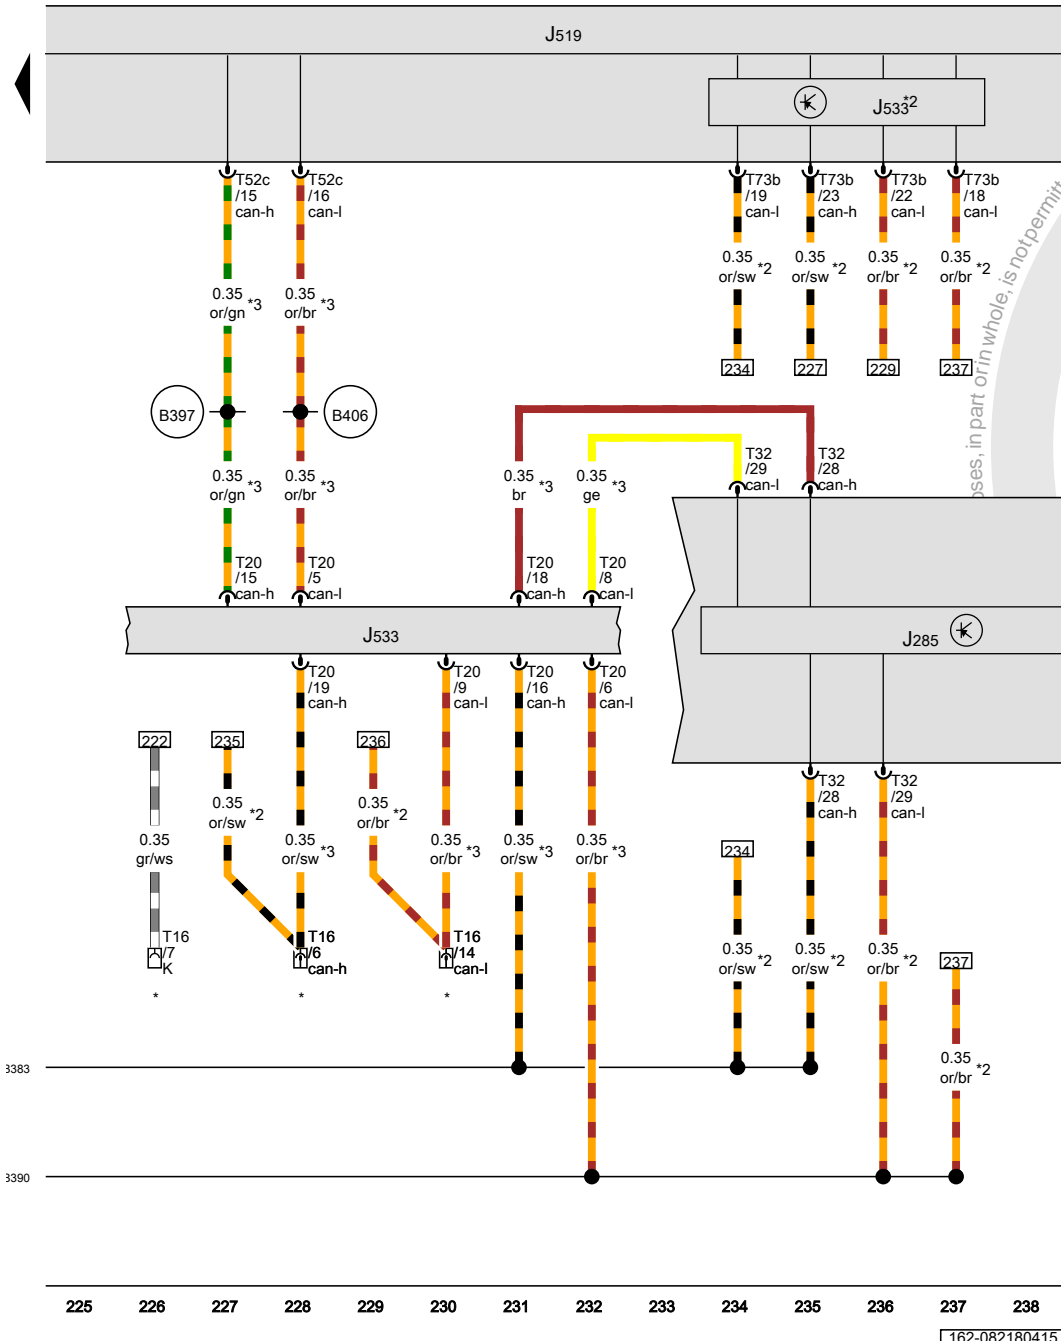 J519
J533*2
T52c
/15
can-h
T52c
/16
can-l
T73b
/19
can-l
T73b
/23
can-h
T73b
/22
can-l
T73b
/18
can-l
0.35
or/gn *3
0.35
or/br *3
0.35
or/sw *2
0.35
or/sw *2
0.35
or/br *2
0.35
or/br *2
234
227
229
237
B397
B406
0.35
or/gn *3
0.35
or/br *3
0.35
br *3
0.35
ge *3
T32
/29
can-l
T32
/28
can-h
T20
/15
can-h
T20
/5
can-l
T20
/18
can-h
T20
/8
can-l
J533
J285
T20
/19
can-h
T20
/9
can-l
T20
/16
can-h
T20
/6
can-l
222
235
236
T32
/28
can-h
T32
/29
can-l
0.35
or/sw *2
0.35
or/br *2
0.35
gr/ws
0.35
or/sw *3
0.35
or/br *3
0.35
or/sw *3
0.35
or/br *3
234
T16
/7
K
T16
/6
can-h
T16
/14
can-l
*
*
*
0.35
or/sw *2
0.35
or/sw *2
0.35
or/br *2
237
B383
0.35
or/br *2
B390
225 226 227 228 229 230 231 232 233 234 235 236 237 238
162-082180415
in part or in whole, is not